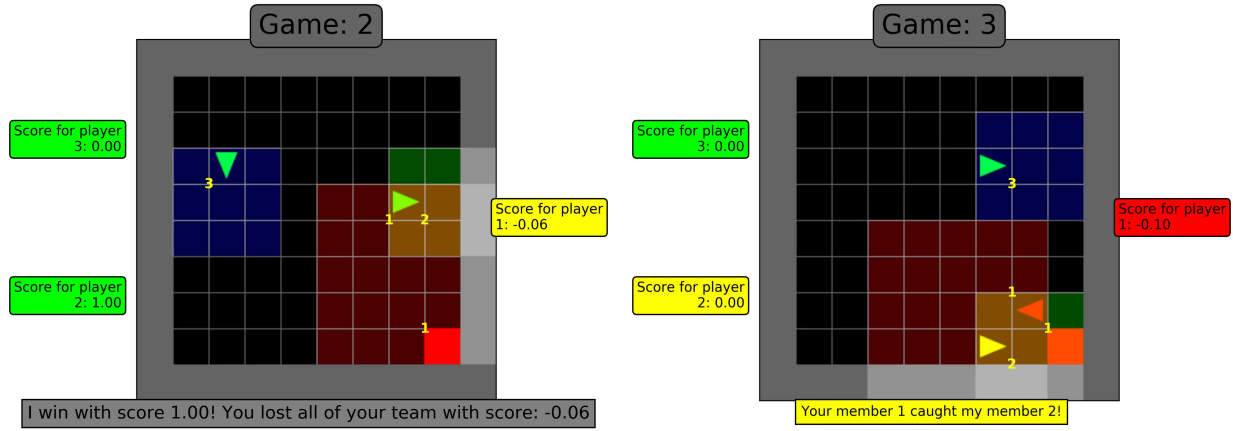 Game: 2
Score for player
3: 0.00
3
1
2
Score for player
1: -0.06
Score for player
2: 1.00
1
I win with score 1.00! You lost all of your team with score: -0.06
Game: 3
Score for player
3: 0.00
3
Score for player
1: -0.10
Score for player
2: 0.00
1
1
2
Your member 1 caught my member 2!